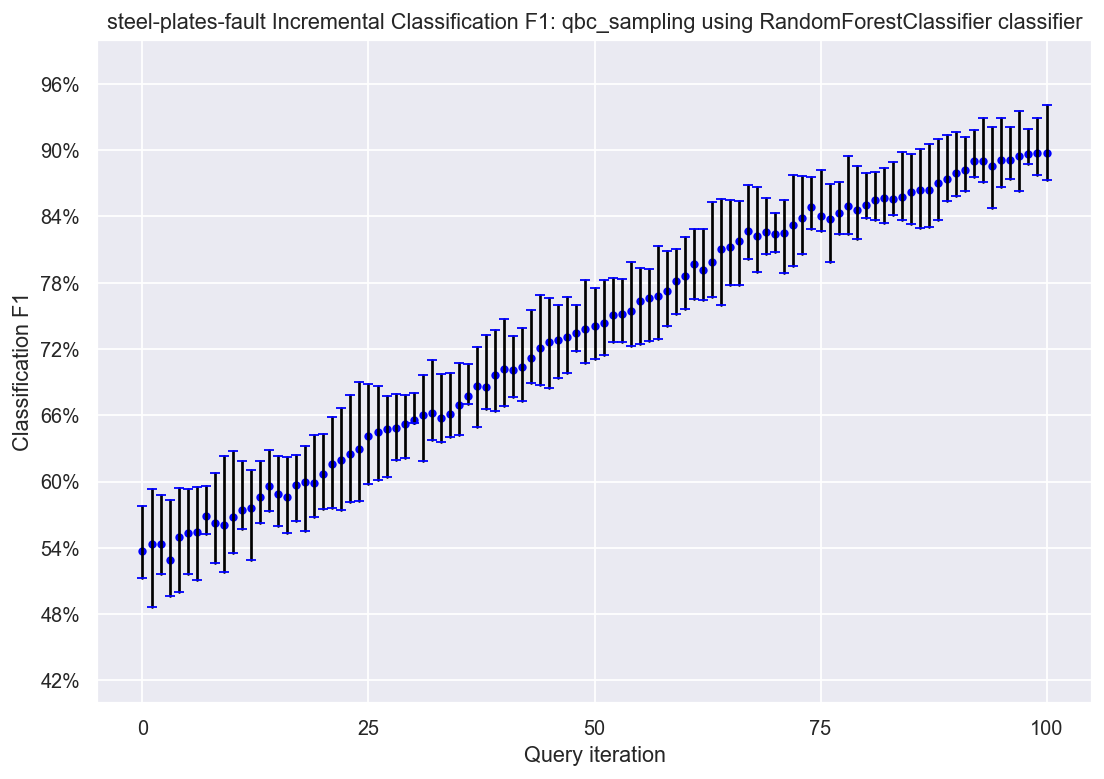 steel-plates-fault Incremental Classification F1: qbc_sampling using RandomForestClassifier classifier
96%
90%
84%
78%
72%
66%
60%
54%
48%
42%
Classification F1
0 25 50 75 100
Query iteration